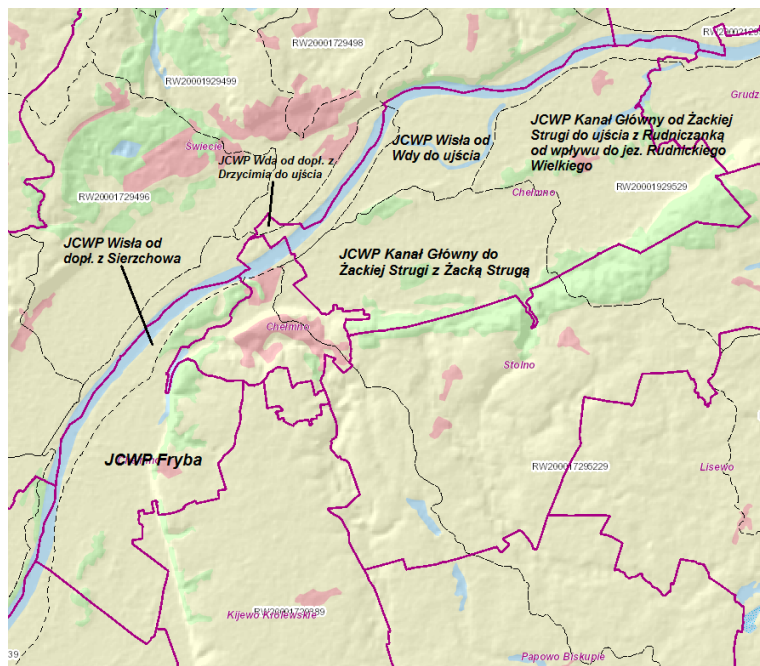 RW20001729498
RW20002129
RW20001929499
Grudz
JCWP Kanał Główny od Żackiej
Strugi do ujścia z Rudniczanką
od wpływu do jez. Rudnickiego
Wielkiego
JCWP Wisła od
Wdy do ujścia
Świecie
JCWP Wda od dopł. z
Drzycimia do ujścia
RW20001729496
Chełmno
RW20001929529
JCWP Wisła od
dopł. z Sierzchowa
JCWP Kanał Główny do
Żackiej Strugi z Żacką Strugą
Chełmno
Stolno
JCWP Fryba
RW200017295229
Lisewo
Kijewo Królewskie
Papowo Biskupie
39